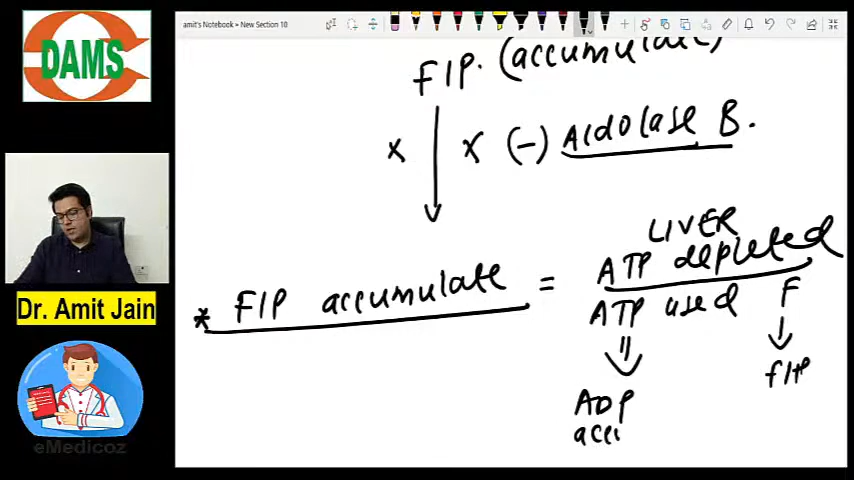 amit's Notebook > New Section 10
DAMS
F1P. (accumulate)
x x (-) Aldolase B.
LIVER
* F1P accumulate = ATP depleted
ATP used F
F1P
ADP
accu
Dr. Amit Jain
eMedicoz